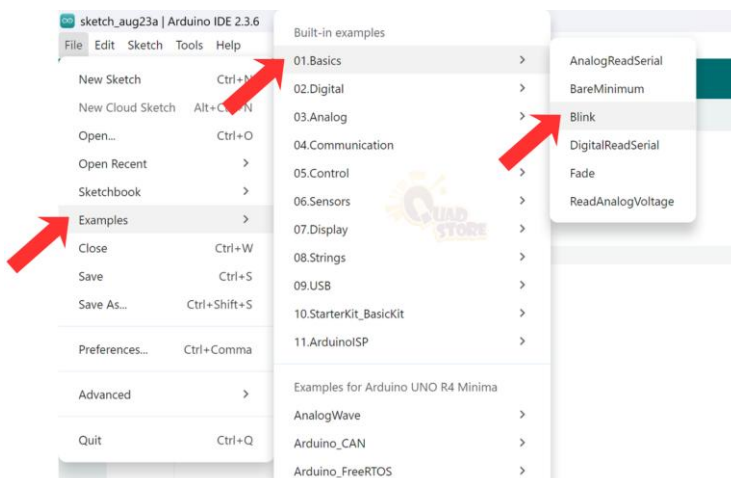 sketch_aug23a | Arduino IDE 2.3.6
File Edit Sketch Tools Help
New Sketch Ctrl+N
New Cloud Sketch Alt+Ctrl+N
Open... Ctrl+O
Open Recent
Sketchbook
Examples
Close Ctrl+W
Save Ctrl+S
Save As... Ctrl+Shift+S
Preferences... Ctrl+Comma
Advanced
Quit Ctrl+Q
Built-in examples
01.Basics
02.Digital
03.Analog
04.Communication
05.Control
06.Sensors
07.Display
08.Strings
09.USB
10.StarterKit_BasicKit
11.ArduinoISP
Examples for Arduino UNO R4 Minima
AnalogWave
Arduino_CAN
Arduino_FreeRTOS
AnalogReadSerial
BareMinimum
Blink
DigitalReadSerial
Fade
ReadAnalogVoltage
QUAD
STORE